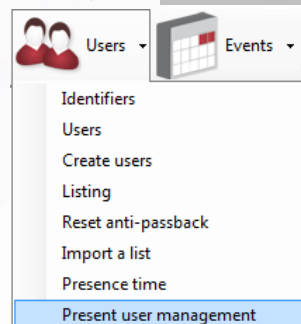 Users Events
Identifiers
Users
Create users
Listing
Reset anti-passback
Import a list
Presence time
Present user management